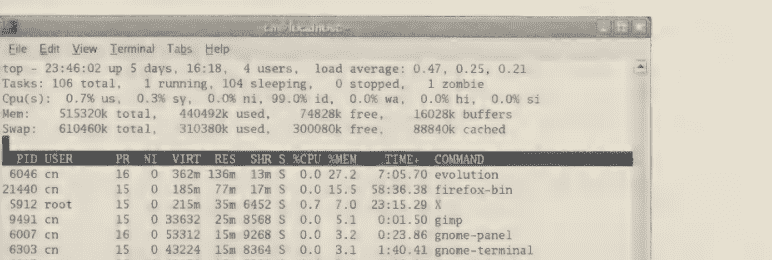 File Edit View Terminal Tabs Help
top - 23:46:02 up 5 days, 16:18, 4 users, load average: 0.47, 0.25, 0.21
Tasks: 106 total, 1 running, 104 sleeping, 0 stopped, 1 zombie
Cpu(s): 0.7% us, 0.3% sy, 0.0% ni, 99.0% id, 0.0% wa, 0.0% hi, 0.0% si
Mem: 515320k total, 440492k used, 74828k free, 16028k buffers
Swap: 610460k total, 310380k used, 300080k free, 88840k cached
PID USER PR NI VIRT RES SHR S %CPU %MEM TIME+ COMMAND
6046 cn 16 0 362m 136m 13m S 0.0 27.2 7:05.70 evolution
21440 cn 15 0 185m 77m 17m S 0.0 15.5 58:36.38 firefox-bin
5912 root 15 0 215m 35m 6452 S 0.7 7.0 23:15.29 X
9491 cn 15 0 33632 25m 8568 S 0.0 5.1 0:01.50 gimp
6007 cn 16 0 53312 15m 9268 S 0.0 3.2 0:23.86 gnome-panel
6303 cn 15 0 43224 15m 8364 S 0.0 3.1 1:40.41 gnome-terminal